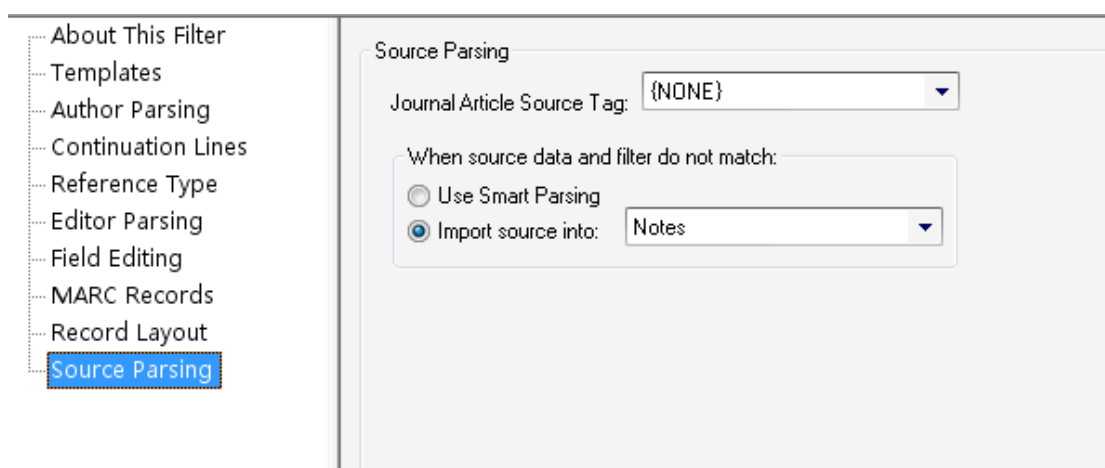 About This Filter
Templates
Author Parsing
Continuation Lines
Reference Type
Editor Parsing
Field Editing
MARC Records
Record Layout
Source Parsing
Source Parsing
Journal Article Source Tag: {NONE}
When source data and filter do not match:
Use Smart Parsing
Import source into: Notes